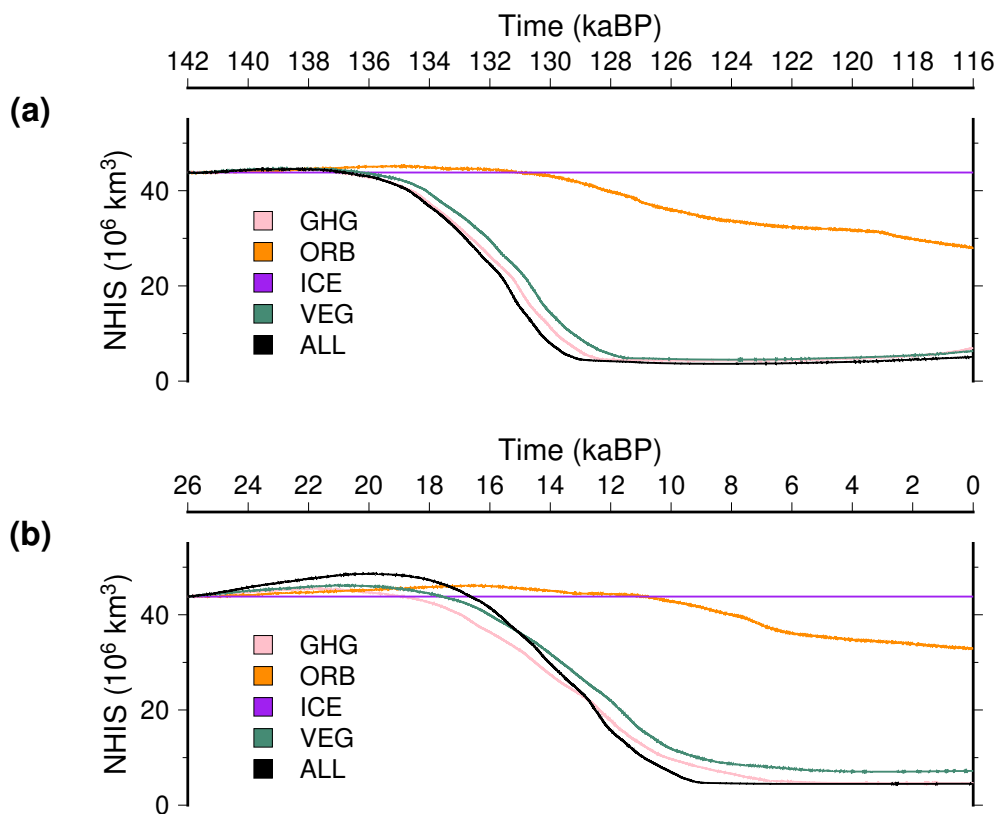 Time (kaBP)
142 140 138 136 134 132 130 128 126 124 122 120 118 116
(a)
NHIS (10⁶ km³)
40
20
0
GHG
ORB
ICE
VEG
ALL
Time (kaBP)
26 24 22 20 18 16 14 12 10 8 6 4 2 0
(b)
NHIS (10⁶ km³)
40
20
0
GHG
ORB
ICE
VEG
ALL